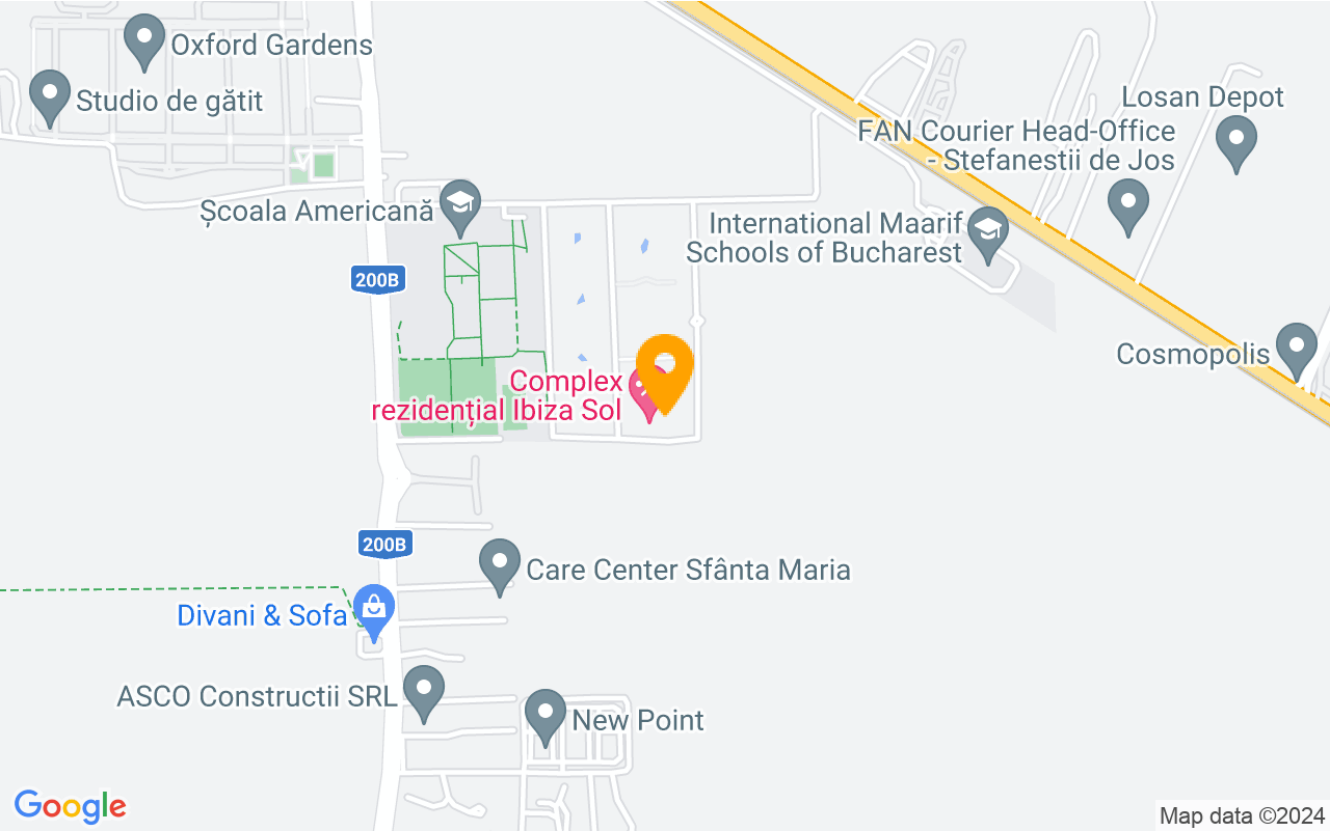 Oxford Gardens
Studio de gătit
Losan Depot
FAN Courier Head-Office
- Stefanestii de Jos
Școala Americană
International Maarif
Schools of Bucharest
200B
Cosmopolis
Complex
rezidențial Ibiza Sol
200B
Care Center Sfânta Maria
Divani & Sofa
ASCO Constructii SRL
New Point
Google
Map data ©2024